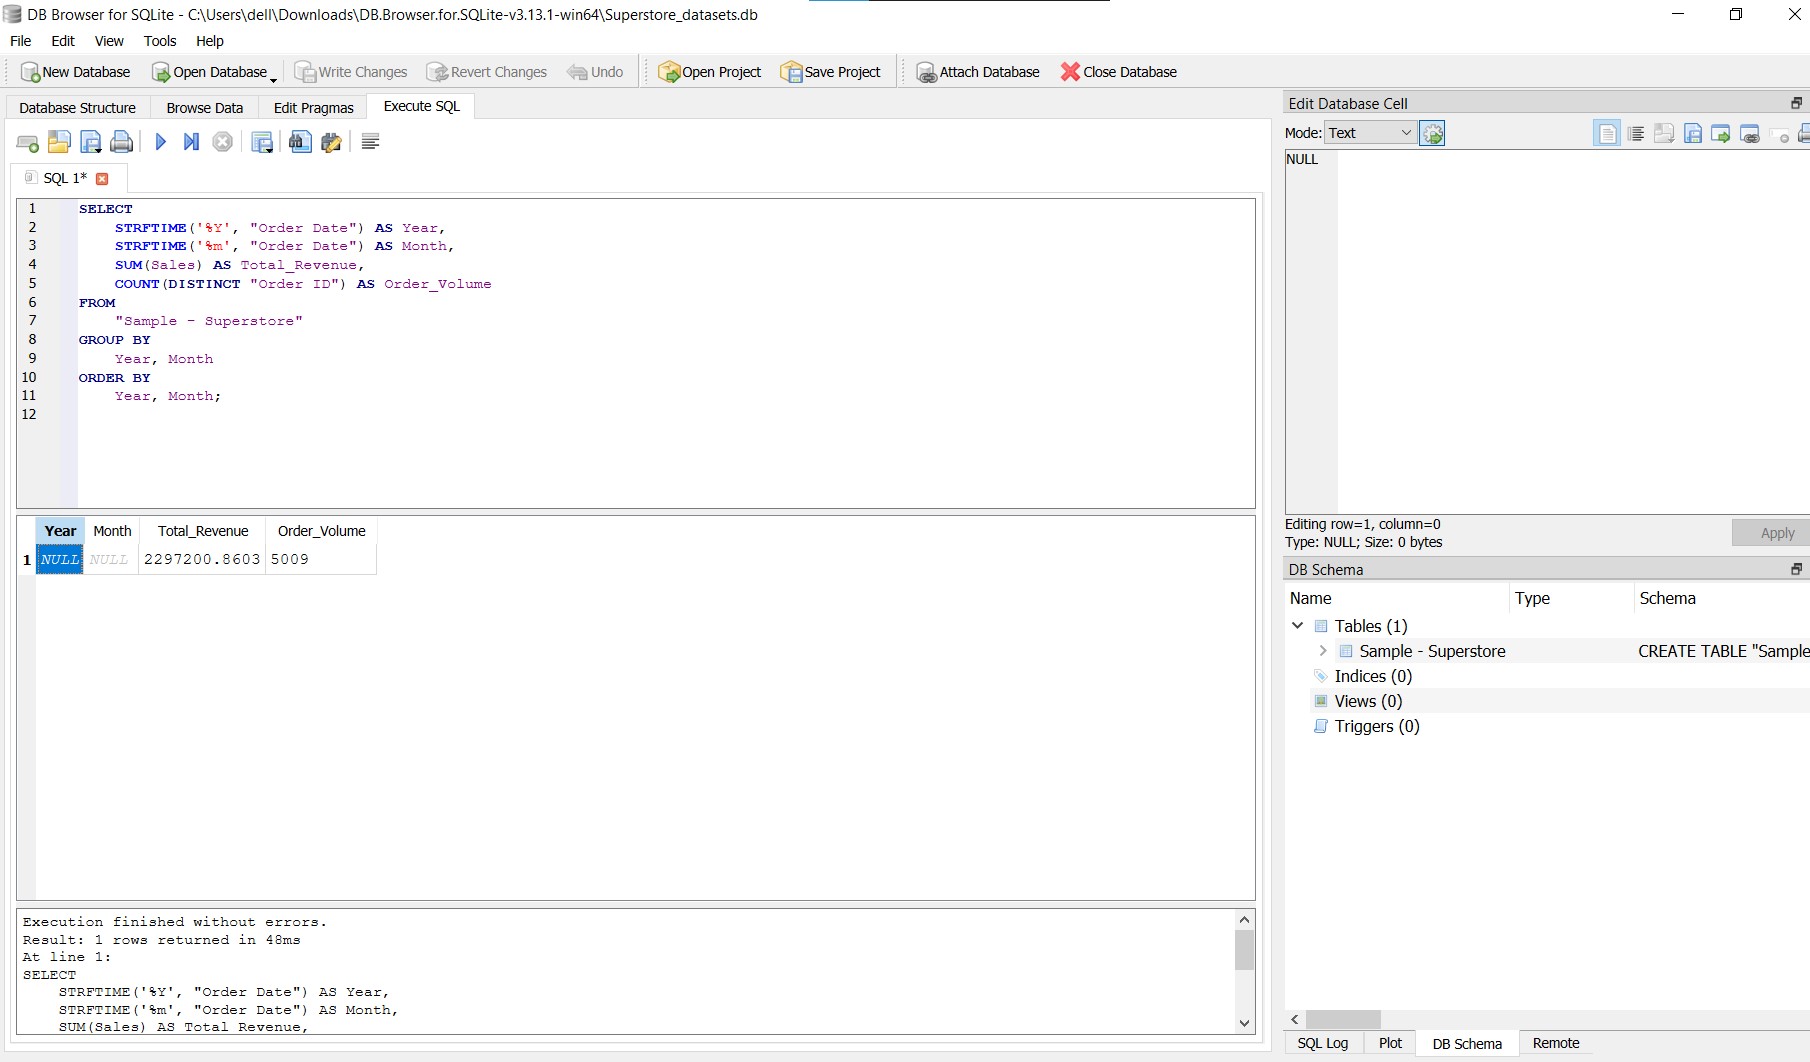 DB Browser for SQLite - C:\Users\dell\Downloads\DB.Browser.for.SQLite-v3.13.1-win64\Superstore_datasets.db
File Edit View Tools Help
New Database Open Database Write Changes Revert Changes Undo Open Project Save Project Attach Database Close Database
Database Structure Browse Data Edit Pragmas Execute SQL
SQL 1*
1 SELECT
2 STRFTIME('%Y', "Order Date") AS Year,
3 STRFTIME('%m', "Order Date") AS Month,
4 SUM(Sales) AS Total_Revenue,
5 COUNT(DISTINCT "Order ID") AS Order_Volume
6 FROM
7 "Sample - Superstore"
8 GROUP BY
9 Year, Month
10 ORDER BY
11 Year, Month;
12
Year Month Total_Revenue Order_Volume
1 NULL NULL 2297200.8603 5009
Execution finished without errors.
Result: 1 rows returned in 48ms
At line 1:
SELECT
STRFTIME('%Y', "Order Date") AS Year,
STRFTIME('%m', "Order Date") AS Month,
SUM(Sales) AS Total_Revenue,
Edit Database Cell
Mode: Text
NULL
Editing row=1, column=0
Type: NULL; Size: 0 bytes
Apply
DB Schema
Name Type Schema
Tables (1)
Sample - Superstore CREATE TABLE "Sample
Indices (0)
Views (0)
Triggers (0)
SQL Log Plot DB Schema Remote